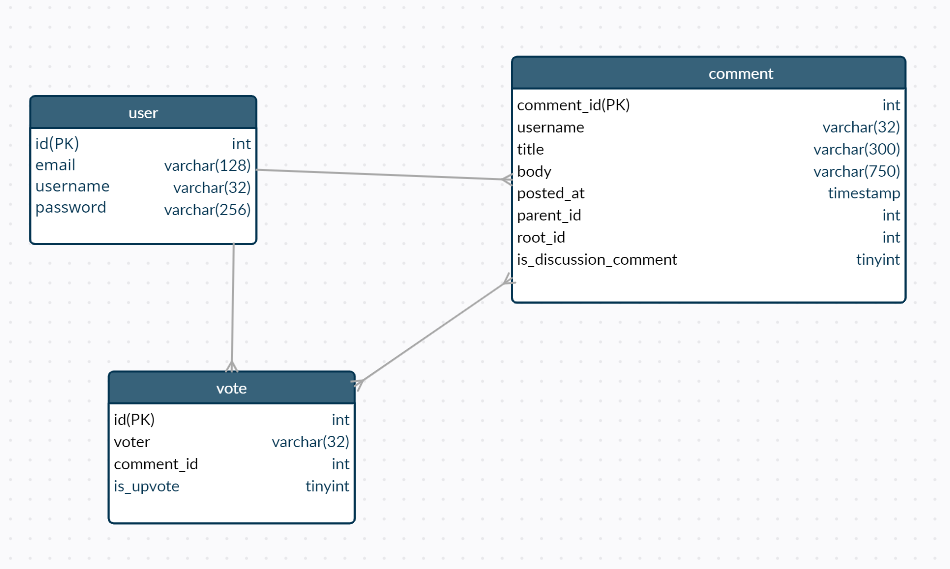 user
id(PK) int
email varchar(128)
username varchar(32)
password varchar(256)
comment
comment_id(PK) int
username varchar(32)
title varchar(300)
body varchar(750)
posted_at timestamp
parent_id int
root_id int
is_discussion_comment tinyint
vote
id(PK) int
voter varchar(32)
comment_id int
is_upvote tinyint